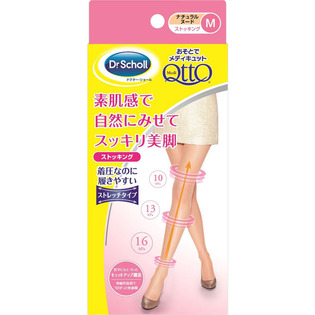 ナチュラル
ヌード
ストッキング
M
Dr.Scholl
ドクター・ショール
おそとで
メディキュット
Medi
QttO
素肌感で
自然にみせて
スッキリ美脚
ストッキング
着圧なのに
履きやすい
ストレッチタイプ
10
hPa
13
hPa
16
hPa